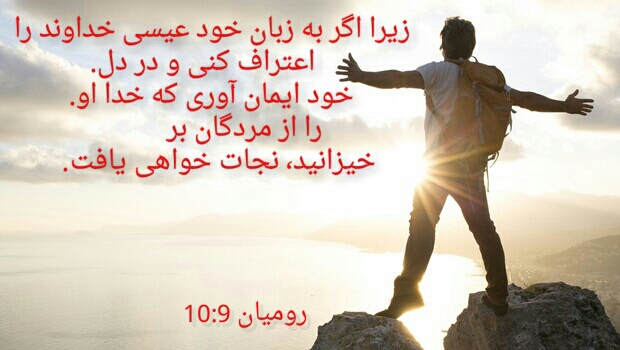 زیرا اگر به زبان خود عیسی خداوند را
اعتراف کنی و در دل.
خود ایمان آوری که خدا او.
را از مردگان بر
خیزانید، نجات خواهی یافت.
رومیان 10:9